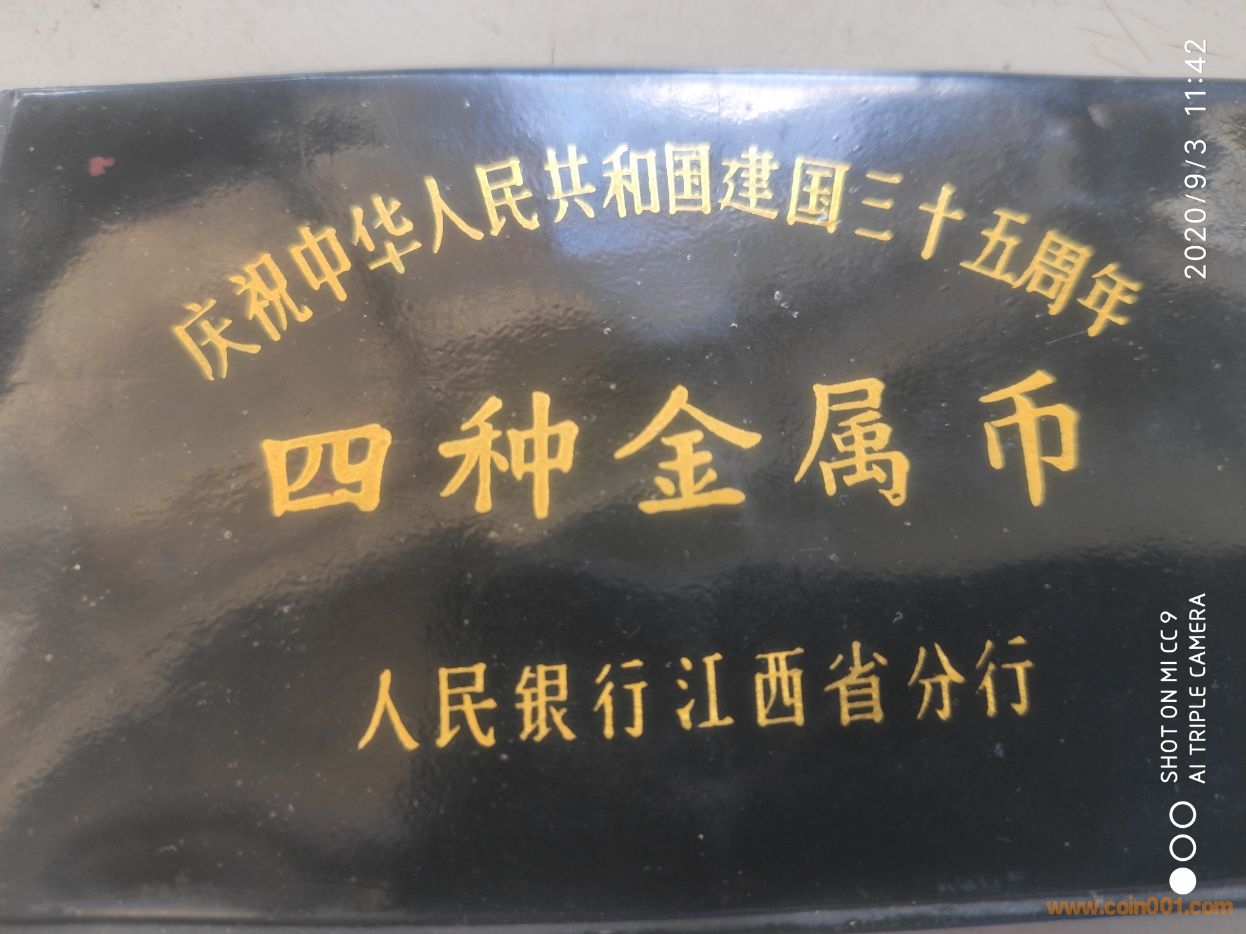 庆祝中华人民共和国建国三十五周年
四种金属币
人民银行江西省分行
2020/9/3 11:42
SHOT ON MI CC 9
AI TRIPLE CAMERA
www.coin001.com